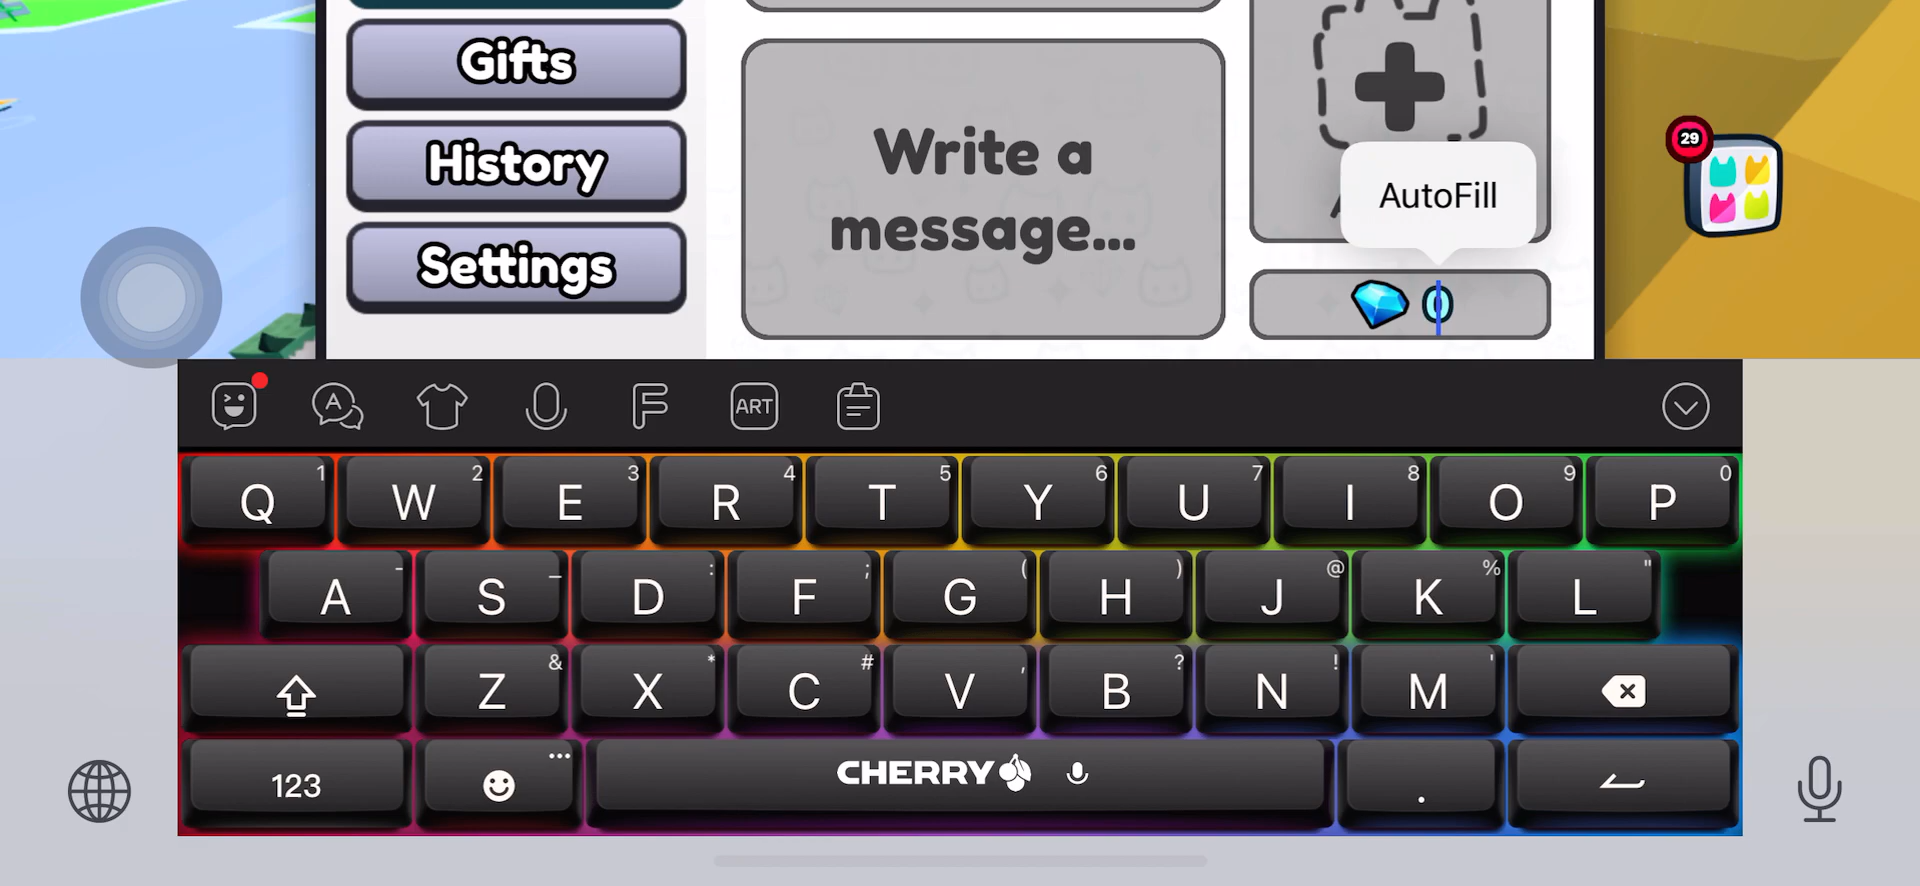 Gifts
History
Settings
Write a
message...
AutoFill
0
29
ART
Q 1 W 2 E 3 R 4 T 5 Y 6 U 7 I 8 O 9 P 0
A - S _ D : F ; G ( H ) J @ K % L "
Z & X * C # V , B ? N ! M '
123 ... CHERRY .